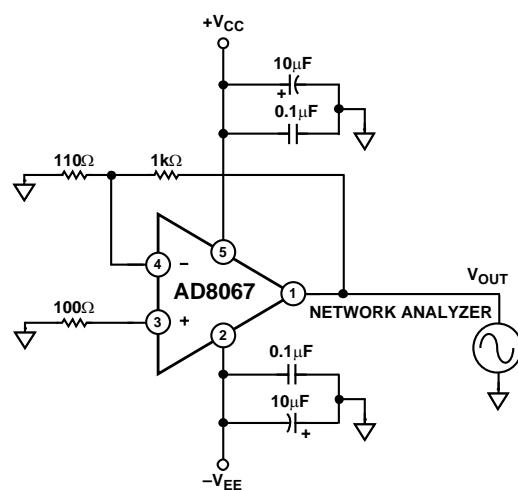 +VCC
10μF
+
0.1μF
110Ω
1kΩ
5
4
–
AD8067
1
VOUT
NETWORK ANALYZER
100Ω
3
+
2
0.1μF
10μF
+
–VEE